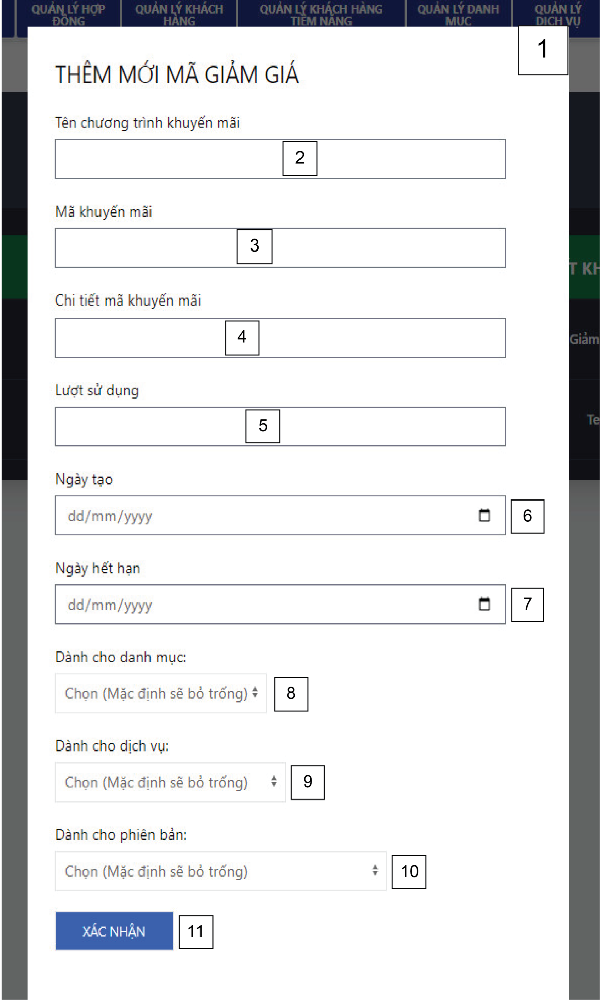 QUẢN LÝ HỢP
ĐỒNG
QUẢN LÝ KHÁCH
HÀNG
QUẢN LÝ KHÁCH HÀNG
TIỀM NĂNG
QUẢN LÝ DANH
MỤC
QUẢN LÝ
DỊCH VỤ
1
THÊM MỚI MÃ GIẢM GIÁ
Tên chương trình khuyến mãi
2
Mã khuyến mãi
3
T KH
Chi tiết mã khuyến mãi
4
Giảm
Lượt sử dụng
5
Te
Ngày tạo
dd/mm/yyyy 6
Ngày hết hạn
dd/mm/yyyy 7
Dành cho danh mục:
Chọn (Mặc định sẽ bỏ trống) 8
Dành cho dịch vụ:
Chọn (Mặc định sẽ bỏ trống) 9
Dành cho phiên bản:
Chọn (Mặc định sẽ bỏ trống) 10
XÁC NHẬN 11